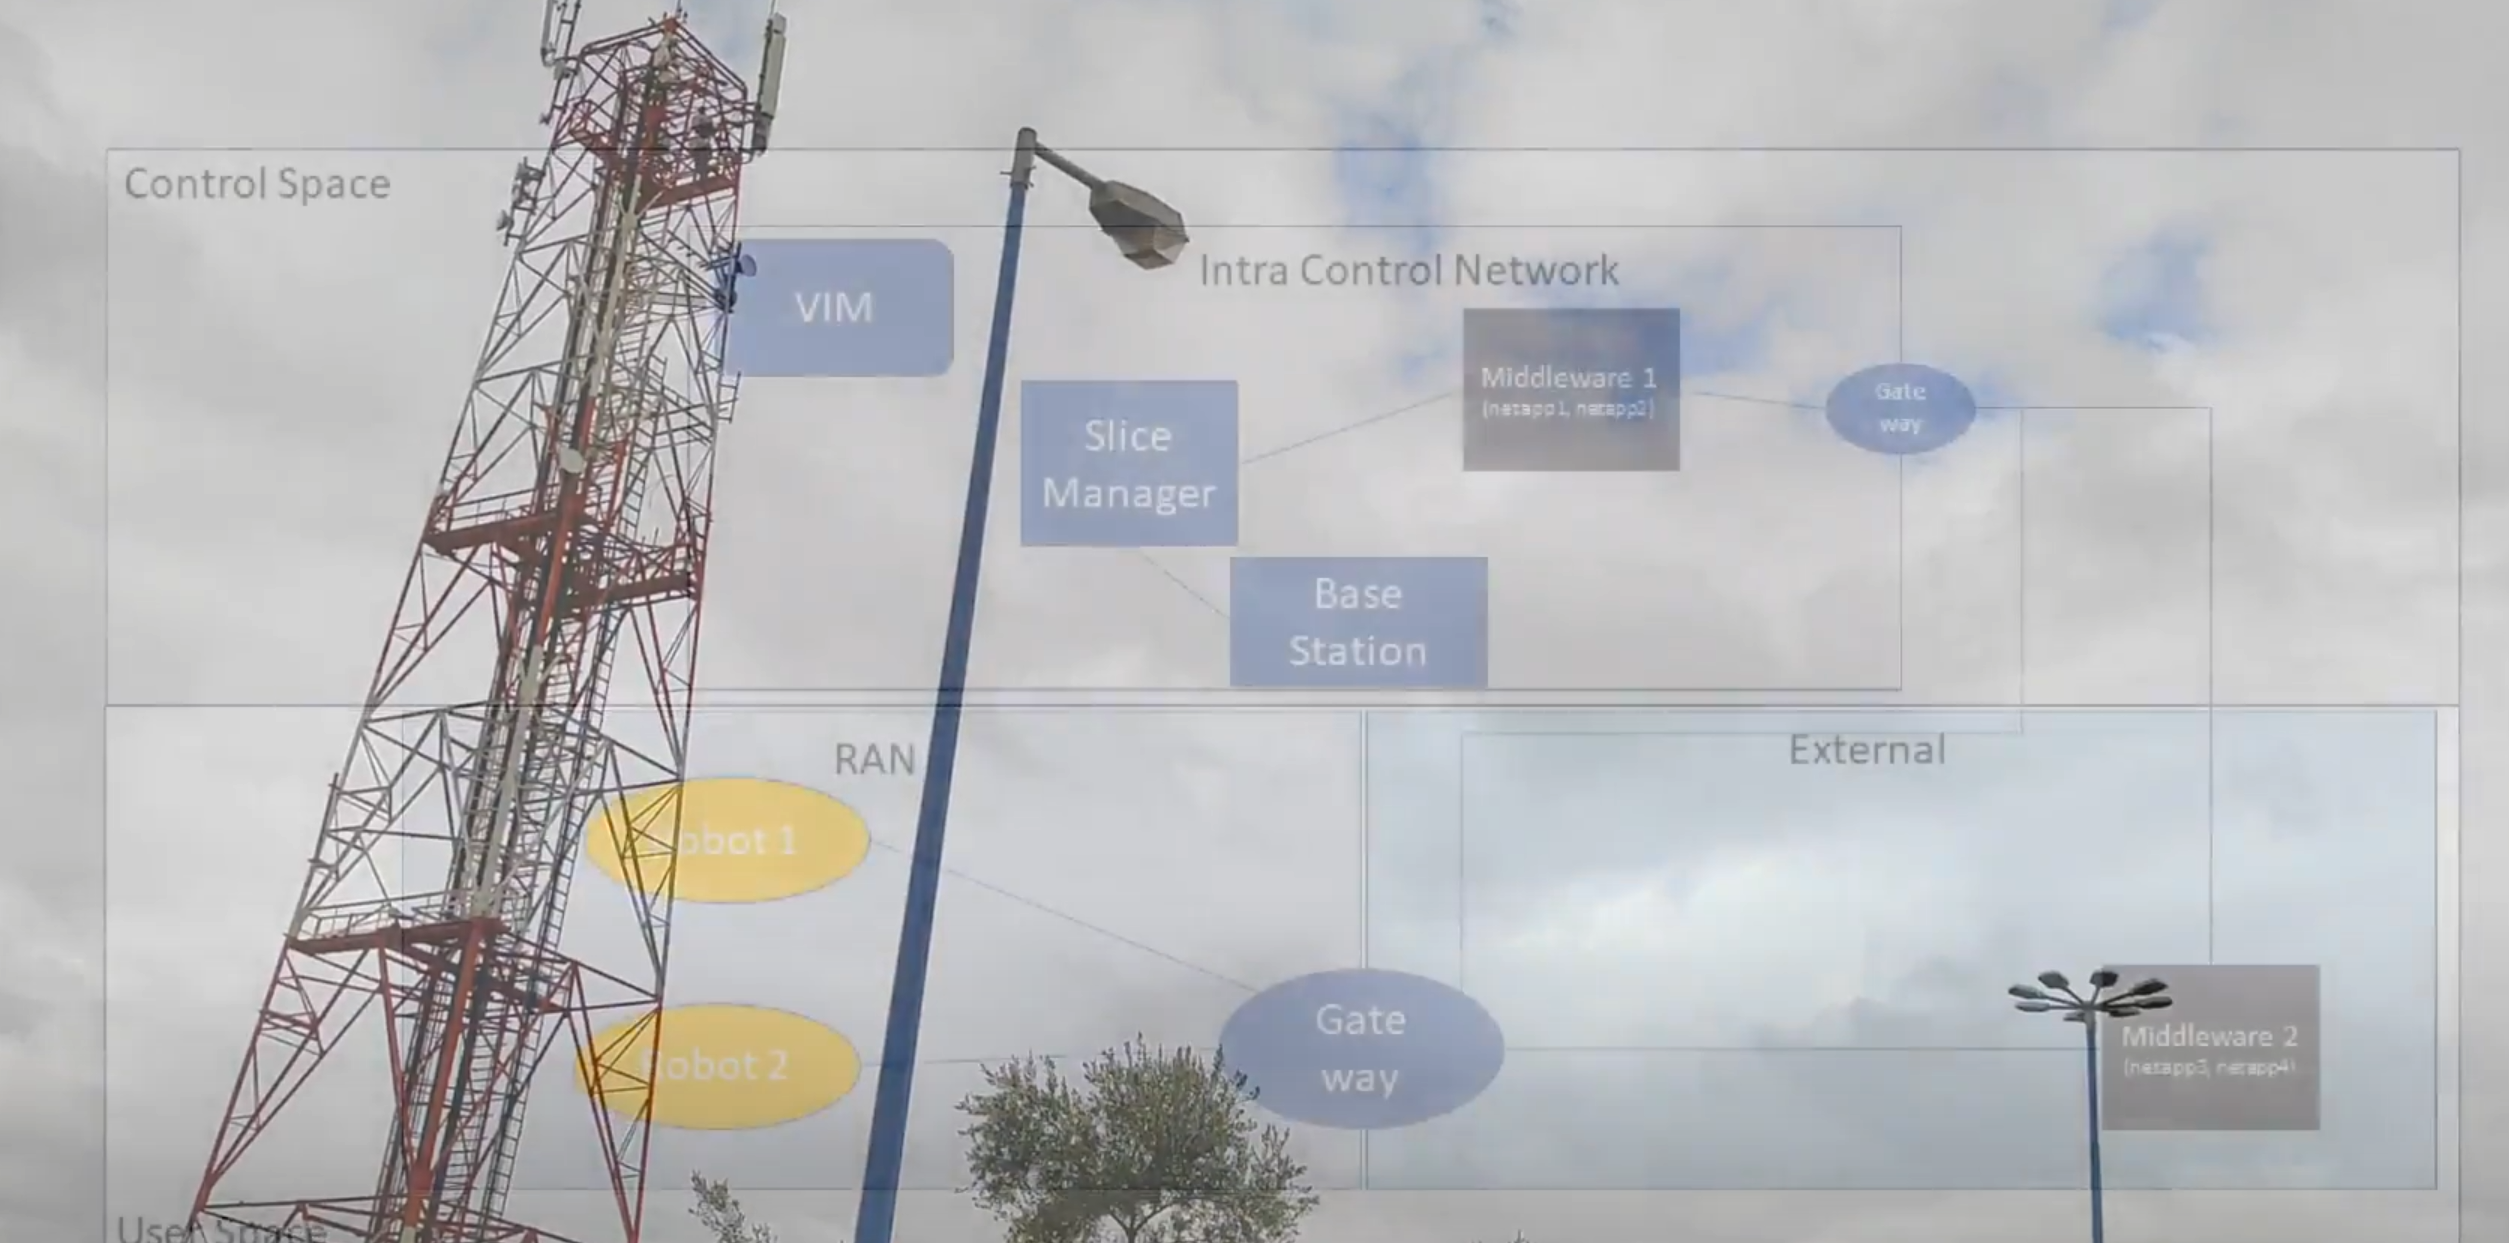 Control Space
Intra Control Network
VIM
Middleware 1
(netapp1, netapp2)
Gate
way
Slice
Manager
Base
Station
RAN
External
Robot 1
Robot 2
Gate
way
Middleware 2
(netapp3, netapp4)
User Space